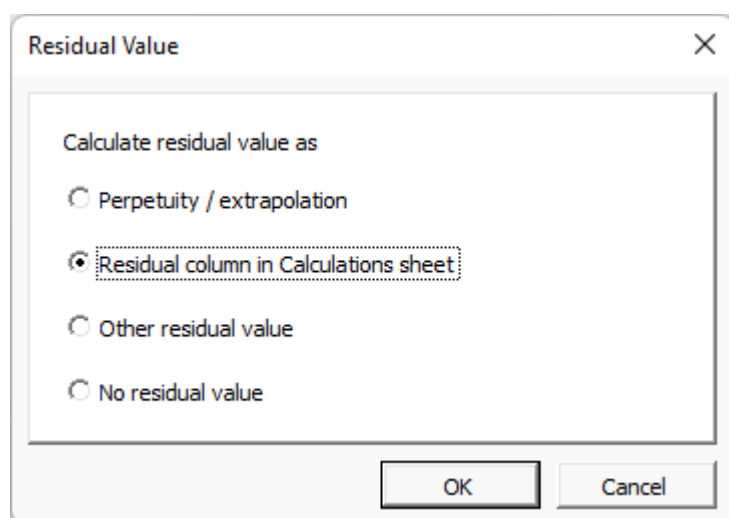 Residual Value
Calculate residual value as
Perpetuity / extrapolation
Residual column in Calculations sheet
Other residual value
No residual value
OK
Cancel